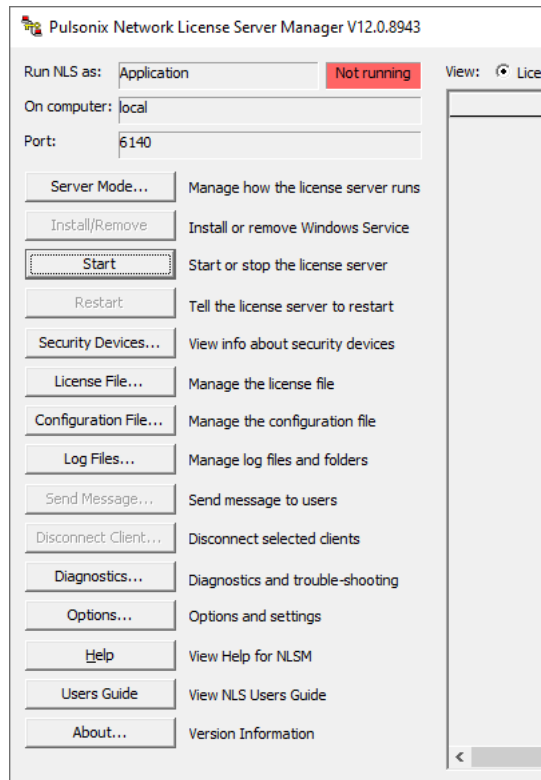 Pulsonix Network License Server Manager V12.0.8943
Run NLS as: Application Not running View: Lice
On computer: local
Port: 6140
Server Mode... Manage how the license server runs
Install/Remove Install or remove Windows Service
Start Start or stop the license server
Restart Tell the license server to restart
Security Devices... View info about security devices
License File... Manage the license file
Configuration File... Manage the configuration file
Log Files... Manage log files and folders
Send Message... Send message to users
Disconnect Client... Disconnect selected clients
Diagnostics... Diagnostics and trouble-shooting
Options... Options and settings
Help View Help for NLSM
Users Guide View NLS Users Guide
About... Version Information